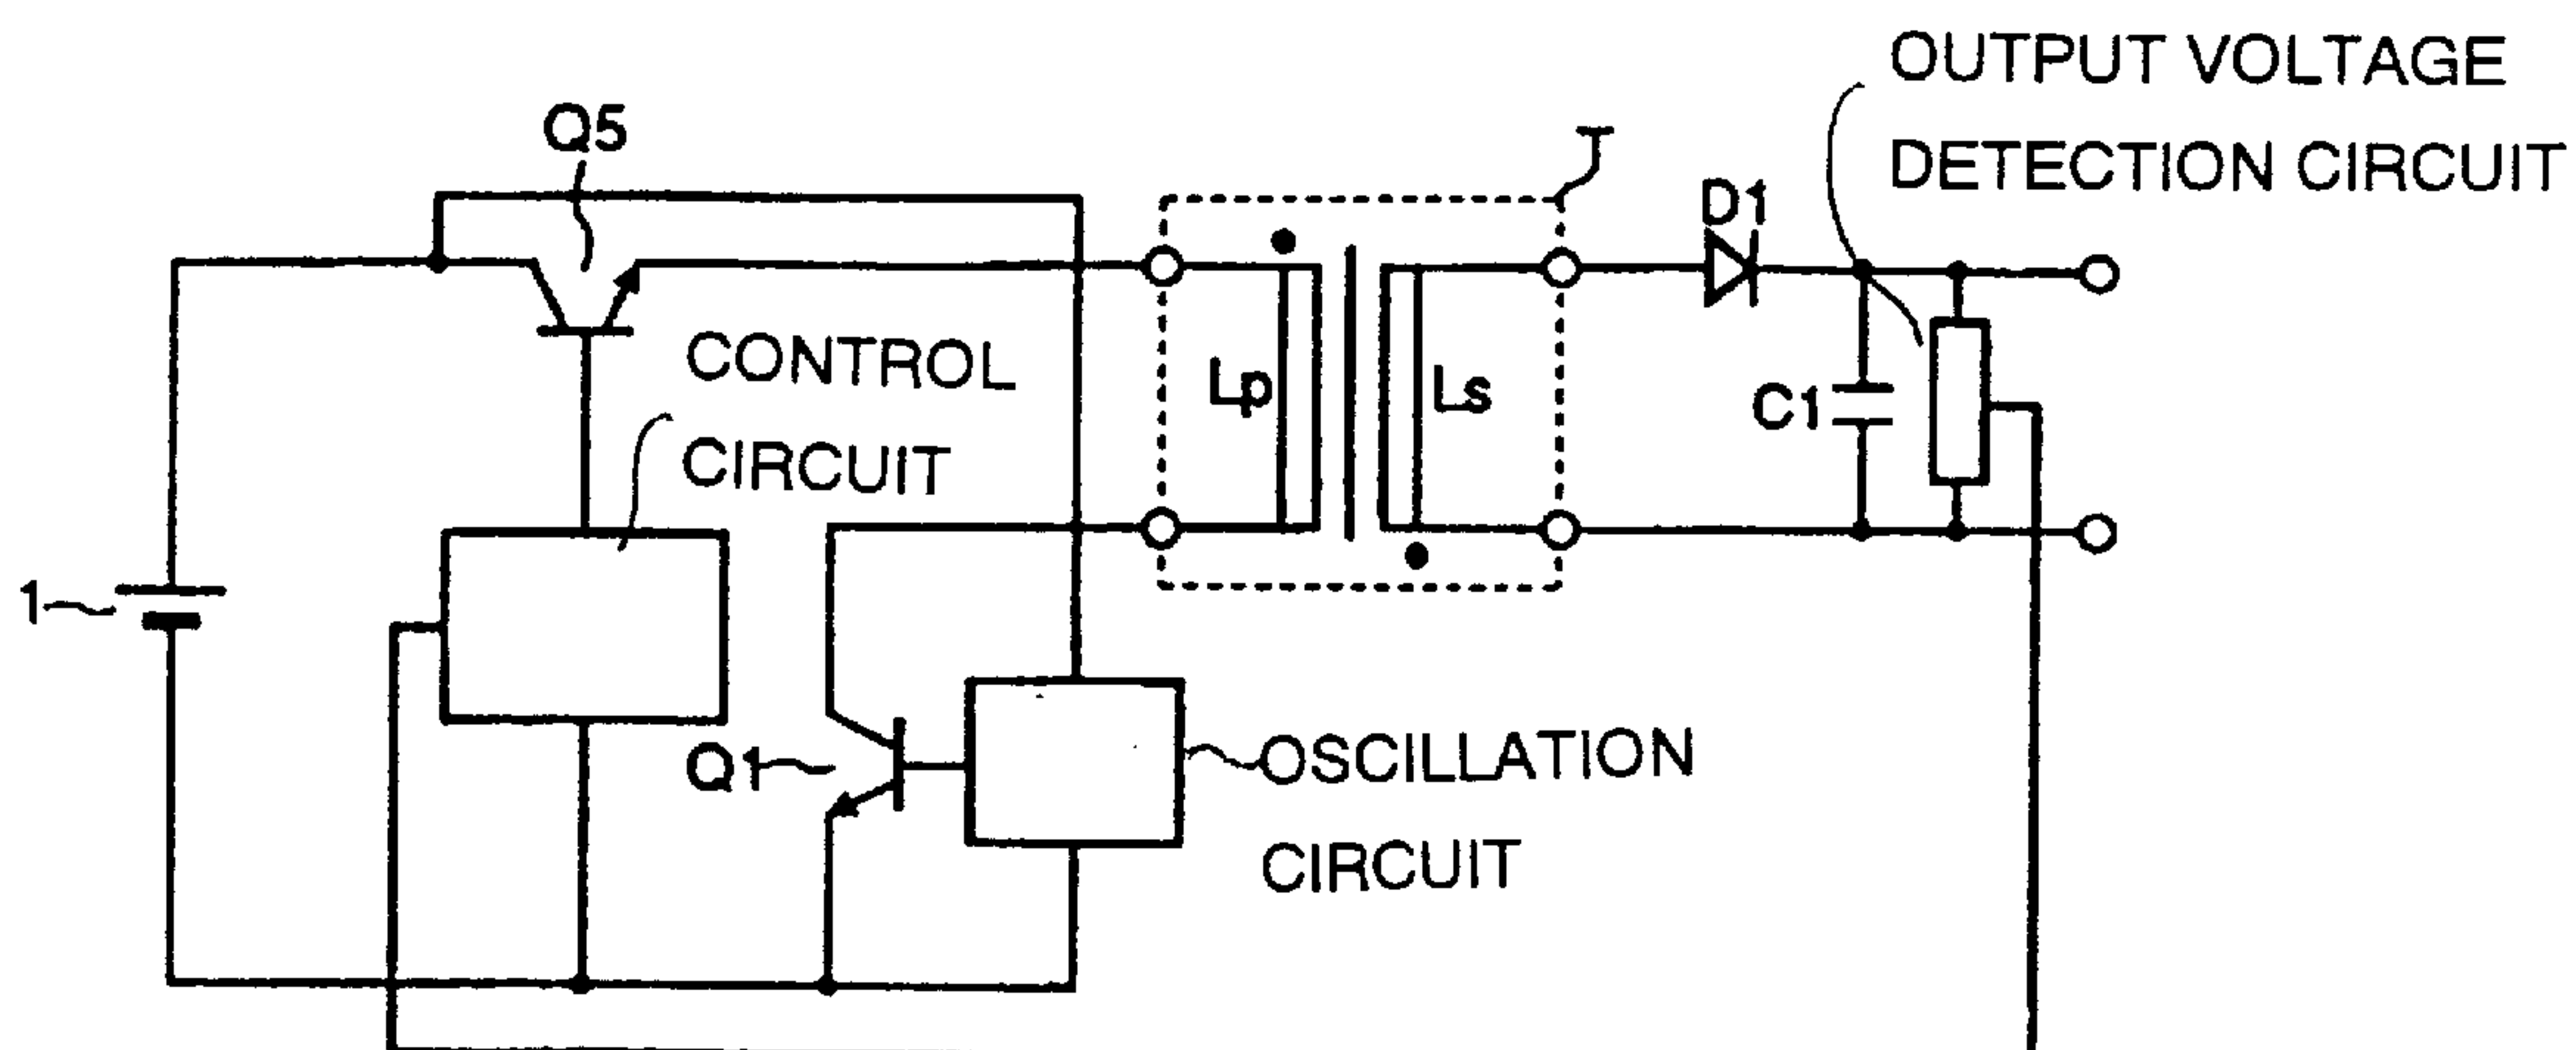 OUTPUT VOLTAGE
DETECTION CIRCUIT
Q5
T
D1
CONTROL
CIRCUIT
Lp
Ls
C1
1
Q1
OSCILLATION
CIRCUIT